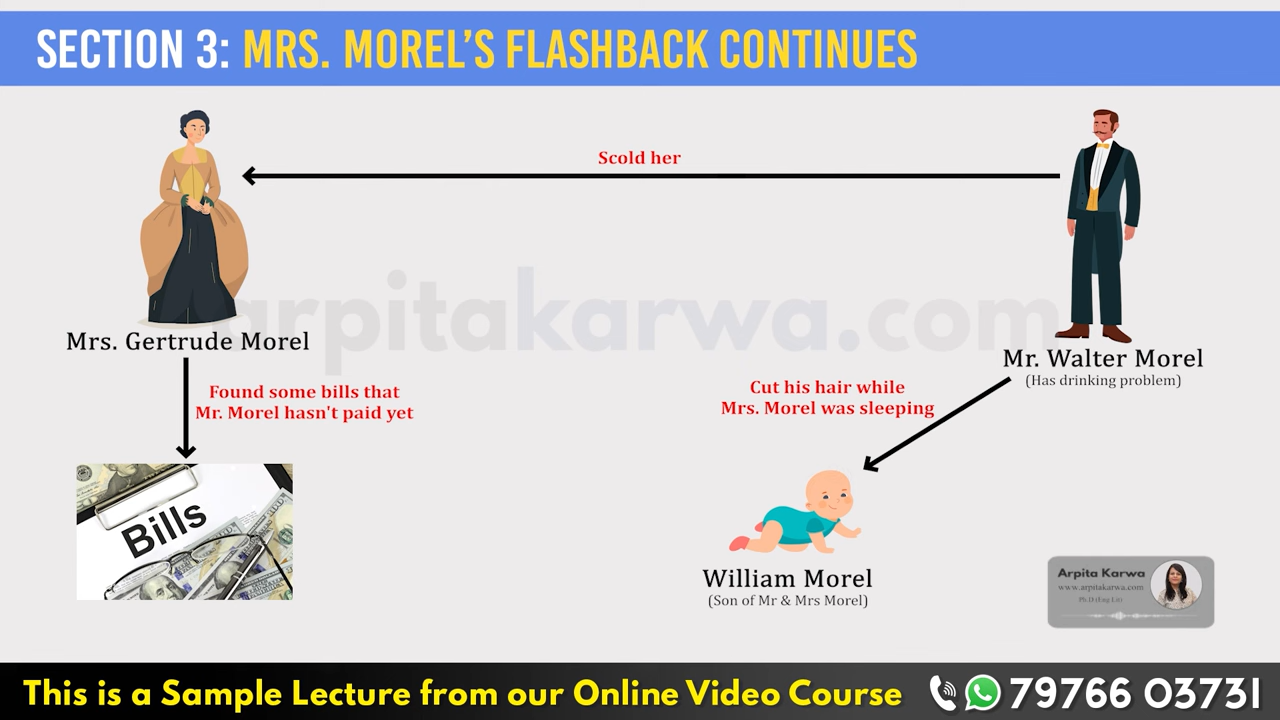 SECTION 3: MRS. MOREL'S FLASHBACK CONTINUES
Scold her
arpitakarwa.com
Mrs. Gertrude Morel
Mr. Walter Morel
(Has drinking problem)
Found some bills that
Mr. Morel hasn't paid yet
Cut his hair while
Mrs. Morel was sleeping
Bills
William Morel
(Son of Mr & Mrs Morel)
Arpita Karwa
www.arpitakarwa.com
Ph.D (Eng Lit)
This is a Sample Lecture from our Online Video Course 79766 03731